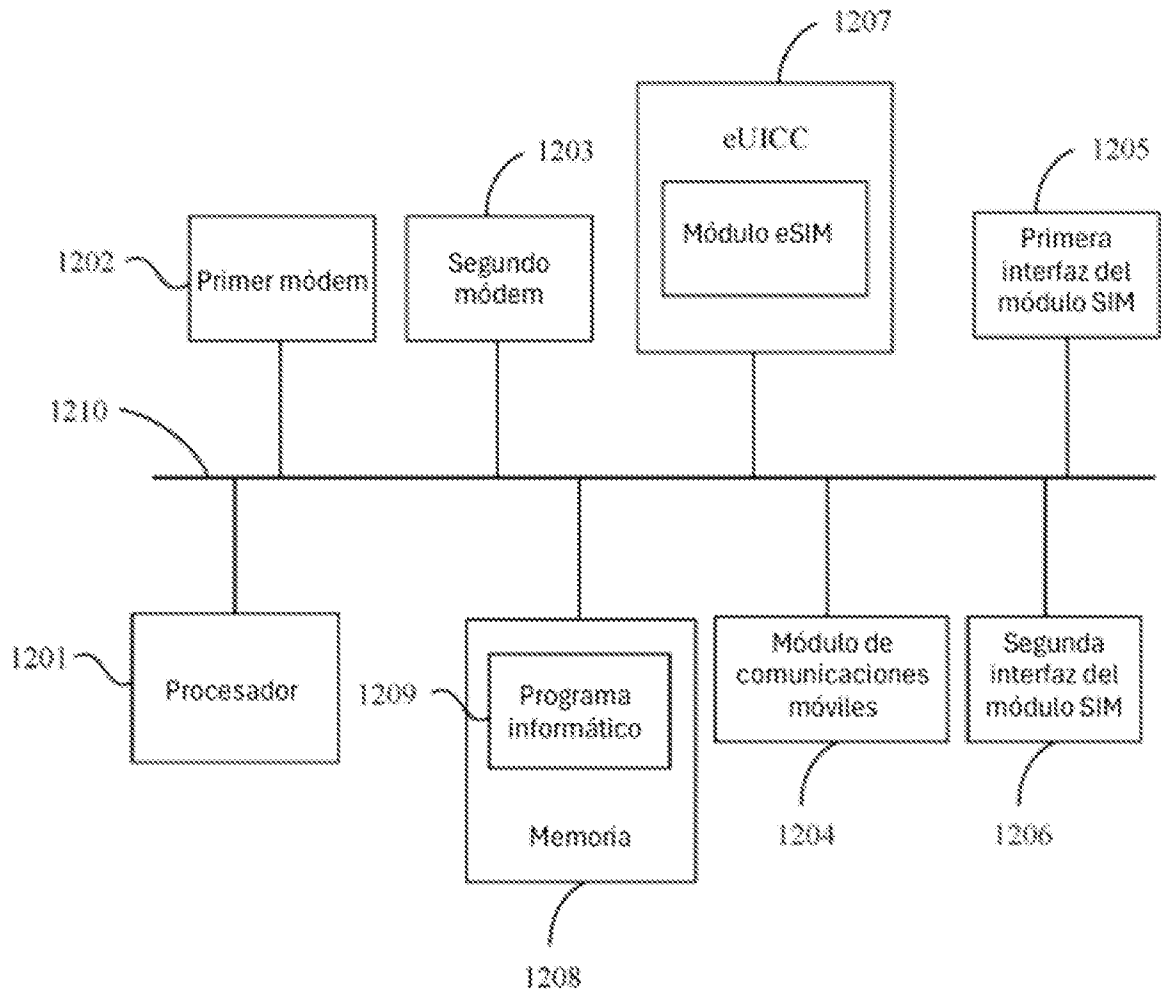 1207
eUICC
Módulo eSIM
1203
Segundo
módem
1205
Primera
interfaz del
módulo SIM
1202
Primer módem
1210
1201
Procesador
1209
Programa
informático
Memoria
1208
Módulo de
comunicaciones
móviles
1204
Segunda
interfaz del
módulo SIM
1206